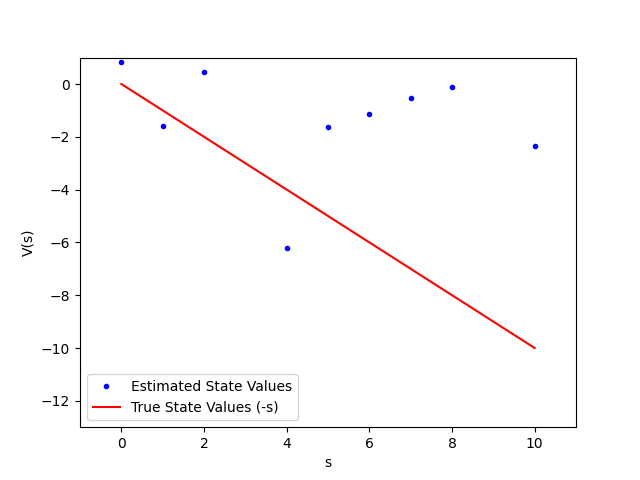 0
−2
−4
−6
−8
−10
−12
V(s)
Estimated State Values
True State Values (-s)
0 2 4 6 8 10
s